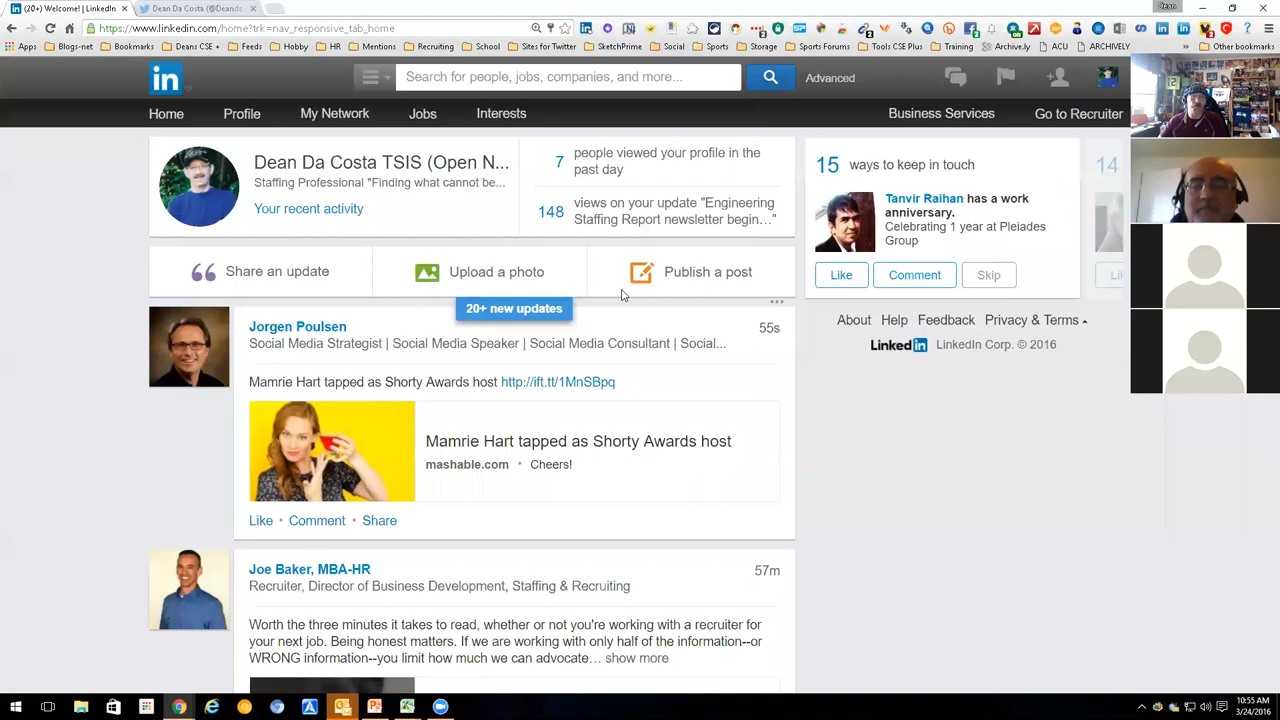 (20+) Welcome! | LinkedIn
Dean Da Costa (@Deanda
Dean
https://www.linkedin.com/home?trk=nav_responsive_tab_home
Apps
Blogs-net
Bookmarks
Deans CSE +
Feeds
Hobby
HR
Mentions
Recruiting
School
Sites for Twitter
SketchPrime
Social
Sports
Storage
Sports Forums
Tools CSE Plus
Training
Archive.ly
ACU
ARCHIVELY
»
Other bookmarks
in
Search for people, jobs, companies, and more...
Advanced
Home
Profile
My Network
Jobs
Interests
Business Services
Go to Recruiter
Dean Da Costa TSIS (Open N...
Staffing Professional "Finding what cannot be...
Your recent activity
7 people viewed your profile in the
past day
148 views on your update "Engineering
Staffing Report newsletter begin…"
15 ways to keep in touch
14
Tanvir Raihan has a work
anniversary.
Celebrating 1 year at Pleiades
Group
Like
Comment
Skip
Li
Share an update
Upload a photo
Publish a post
20+ new updates
About
Help
Feedback
Privacy & Terms
LinkedIn LinkedIn Corp. © 2016
Jorgen Poulsen
55s
Social Media Strategist | Social Media Speaker | Social Media Consultant | Social...
Mamrie Hart tapped as Shorty Awards host http://ift.tt/1MnSBpq
Mamrie Hart tapped as Shorty Awards host
mashable.com • Cheers!
Like • Comment • Share
Joe Baker, MBA-HR
57m
Recruiter, Director of Business Development, Staffing & Recruiting
Worth the three minutes it takes to read, whether or not you're working with a recruiter for
your next job. Being honest matters. If we are working with only half of the information--or
WRONG information--you limit how much we can advocate… show more
10:55 AM
3/24/2016